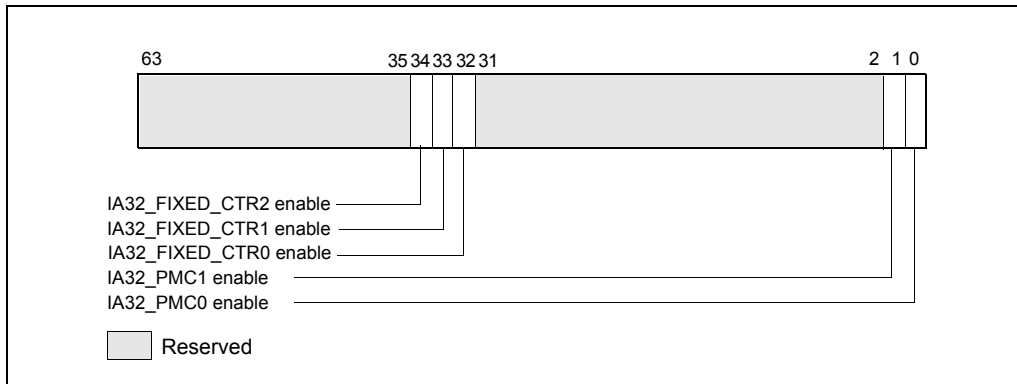 63 35 34 33 32 31 2 1 0
IA32_FIXED_CTR2 enable
IA32_FIXED_CTR1 enable
IA32_FIXED_CTR0 enable
IA32_PMC1 enable
IA32_PMC0 enable
Reserved